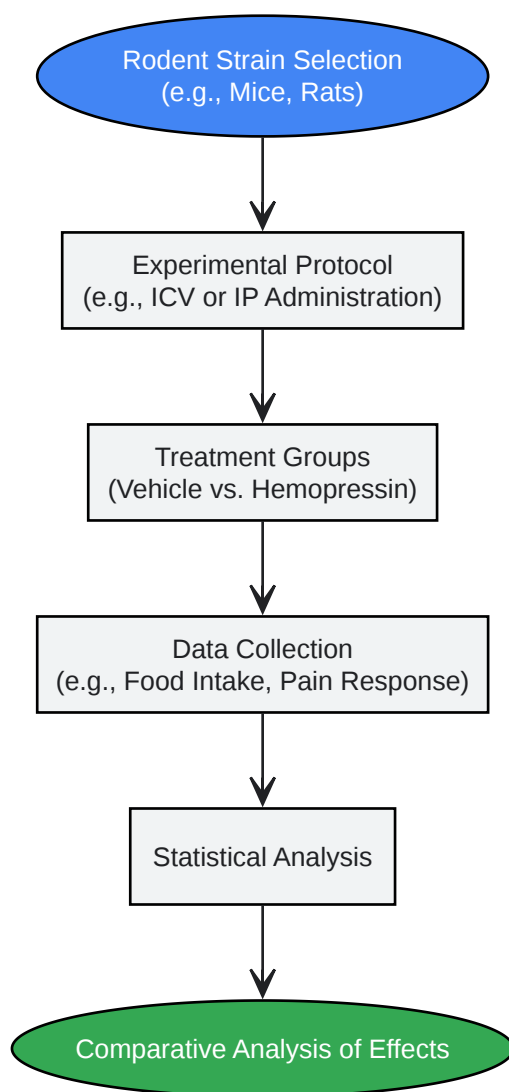 Rodent Strain Selection
(e.g., Mice, Rats)
Experimental Protocol
(e.g., ICV or IP Administration)
Treatment Groups
(Vehicle vs. Hemopressin)
Data Collection
(e.g., Food Intake, Pain Response)
Statistical Analysis
Comparative Analysis of Effects